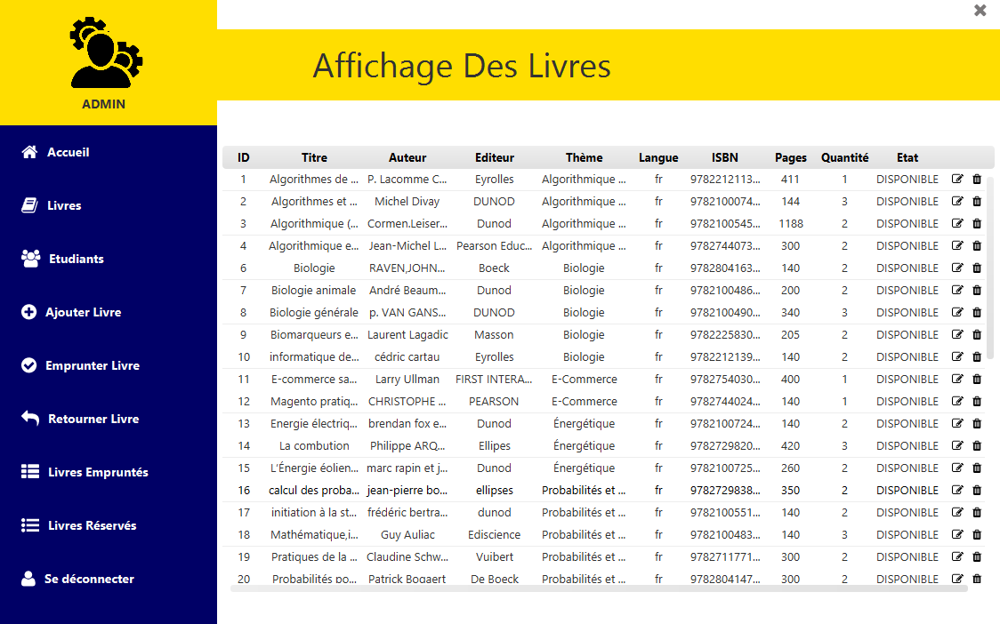 ADMIN
Accueil
Livres
Etudiants
Ajouter Livre
Emprunter Livre
Retourner Livre
Livres Empruntés
Livres Réservés
Se déconnecter
Affichage Des Livres
ID Titre Auteur Editeur Thème Langue ISBN Pages Quantité Etat
1 Algorithmes de ... P. Lacomme C... Eyrolles Algorithmique ... fr 9782212113... 411 1 DISPONIBLE
2 Algorithmes et ... Michel Divay DUNOD Algorithmique ... fr 9782100074... 144 3 DISPONIBLE
3 Algorithmique (... Cormen.Leiser... Dunod Algorithmique ... fr 9782100545... 1188 2 DISPONIBLE
4 Algorithmique e... Jean-Michel L... Pearson Educ... Algorithmique ... fr 9782744073... 300 2 DISPONIBLE
6 Biologie RAVEN,JOHN... Boeck Biologie fr 9782804163... 140 2 DISPONIBLE
7 Biologie animale André Beaum... Dunod Biologie fr 9782100486... 200 2 DISPONIBLE
8 Biologie générale p. VAN GANS... DUNOD Biologie fr 9782100490... 340 3 DISPONIBLE
9 Biomarqueurs e... Laurent Lagadic Masson Biologie fr 9782225830... 205 2 DISPONIBLE
10 informatique de... cédric cartau Eyrolles Biologie fr 9782212139... 140 2 DISPONIBLE
11 E-commerce sa... Larry Ullman FIRST INTERA... E-Commerce fr 9782754030... 400 1 DISPONIBLE
12 Magento pratiq... CHRISTOPHE ... PEARSON E-Commerce fr 9782744024... 140 1 DISPONIBLE
13 Energie électriq... brendan fox e... Dunod Énergétique fr 9782100724... 140 2 DISPONIBLE
14 La combution Philippe ARQ... Ellipes Énergétique fr 9782729820... 420 3 DISPONIBLE
15 L'Énergie éolien... marc rapin et j... Dunod Énergétique fr 9782100725... 260 2 DISPONIBLE
16 calcul des proba... jean-pierre bo... ellipses Probabilités et ... fr 9782729838... 350 2 DISPONIBLE
17 initiation à la st... frédéric bertra... dunod Probabilités et ... fr 9782100551... 140 2 DISPONIBLE
18 Mathématique,i... Guy Auliac Ediscience Probabilités et ... fr 9782100483... 140 3 DISPONIBLE
19 Pratiques de la ... Claudine Schw... Vuibert Probabilités et ... fr 9782711771... 300 2 DISPONIBLE
20 Probabilités po... Patrick Bogaert De Boeck Probabilités et ... fr 9782804147... 300 2 DISPONIBLE